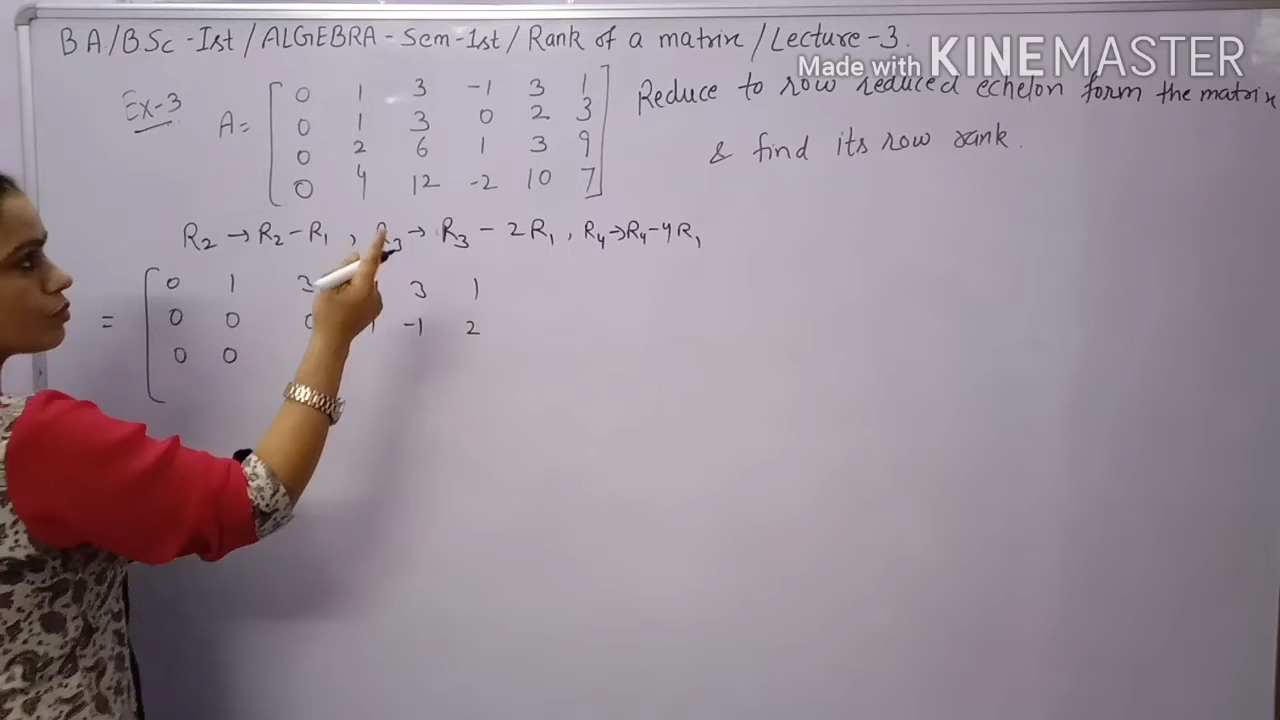 BA/BSc-Ist/ALGEBRA-Sem-1st/Rank of a matrix/Lecture-3.
Made with KINEMASTER
Ex-3 A= [ 0 1 3 -1 3 1 ] Reduce to row reduced echelon form the matrix
0 1 3 0 2 3
0 2 6 1 3 9 & find its row rank.
0 4 12 -2 10 7
R₂→R₂-R₁, R₃→R₃-2R₁, R₄→R₄-4R₁
= [ 0 1 3 3 1
0 0 0 -1 2
0 0